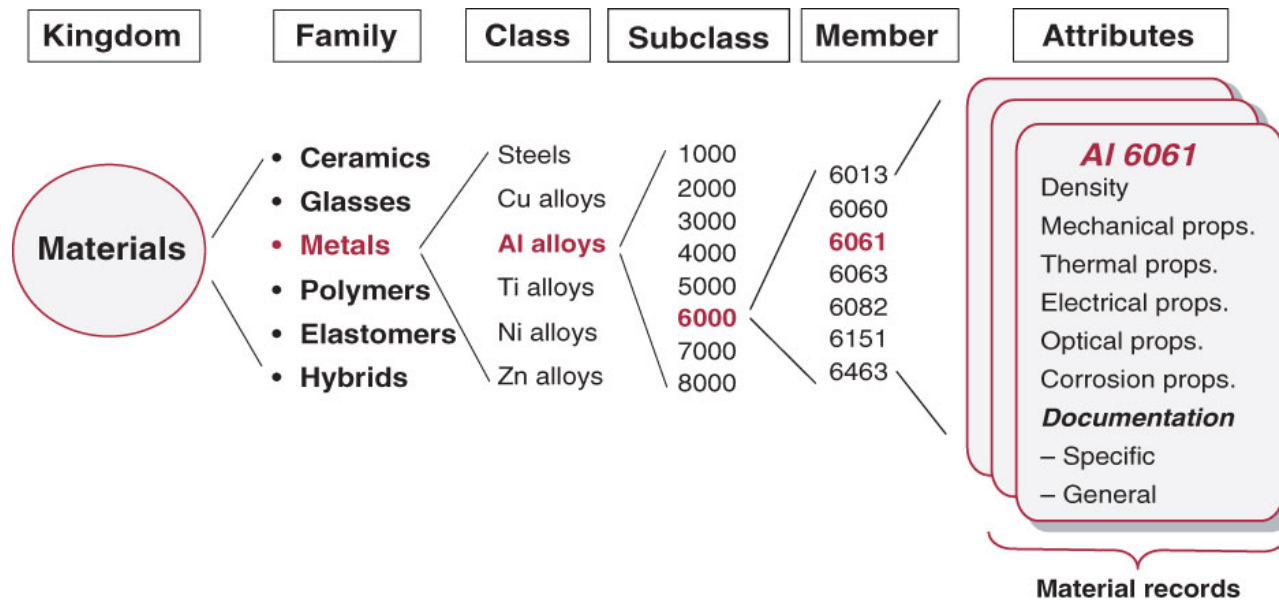 Kingdom
Family
Class
Subclass
Member
Attributes
Materials
• Ceramics
• Glasses
• Metals
• Polymers
• Elastomers
• Hybrids
Steels
Cu alloys
Al alloys
Ti alloys
Ni alloys
Zn alloys
1000
2000
3000
4000
5000
6000
7000
8000
6013
6060
6061
6063
6082
6151
6463
Al 6061
Density
Mechanical props.
Thermal props.
Electrical props.
Optical props.
Corrosion props.
Documentation
– Specific
– General
Material records